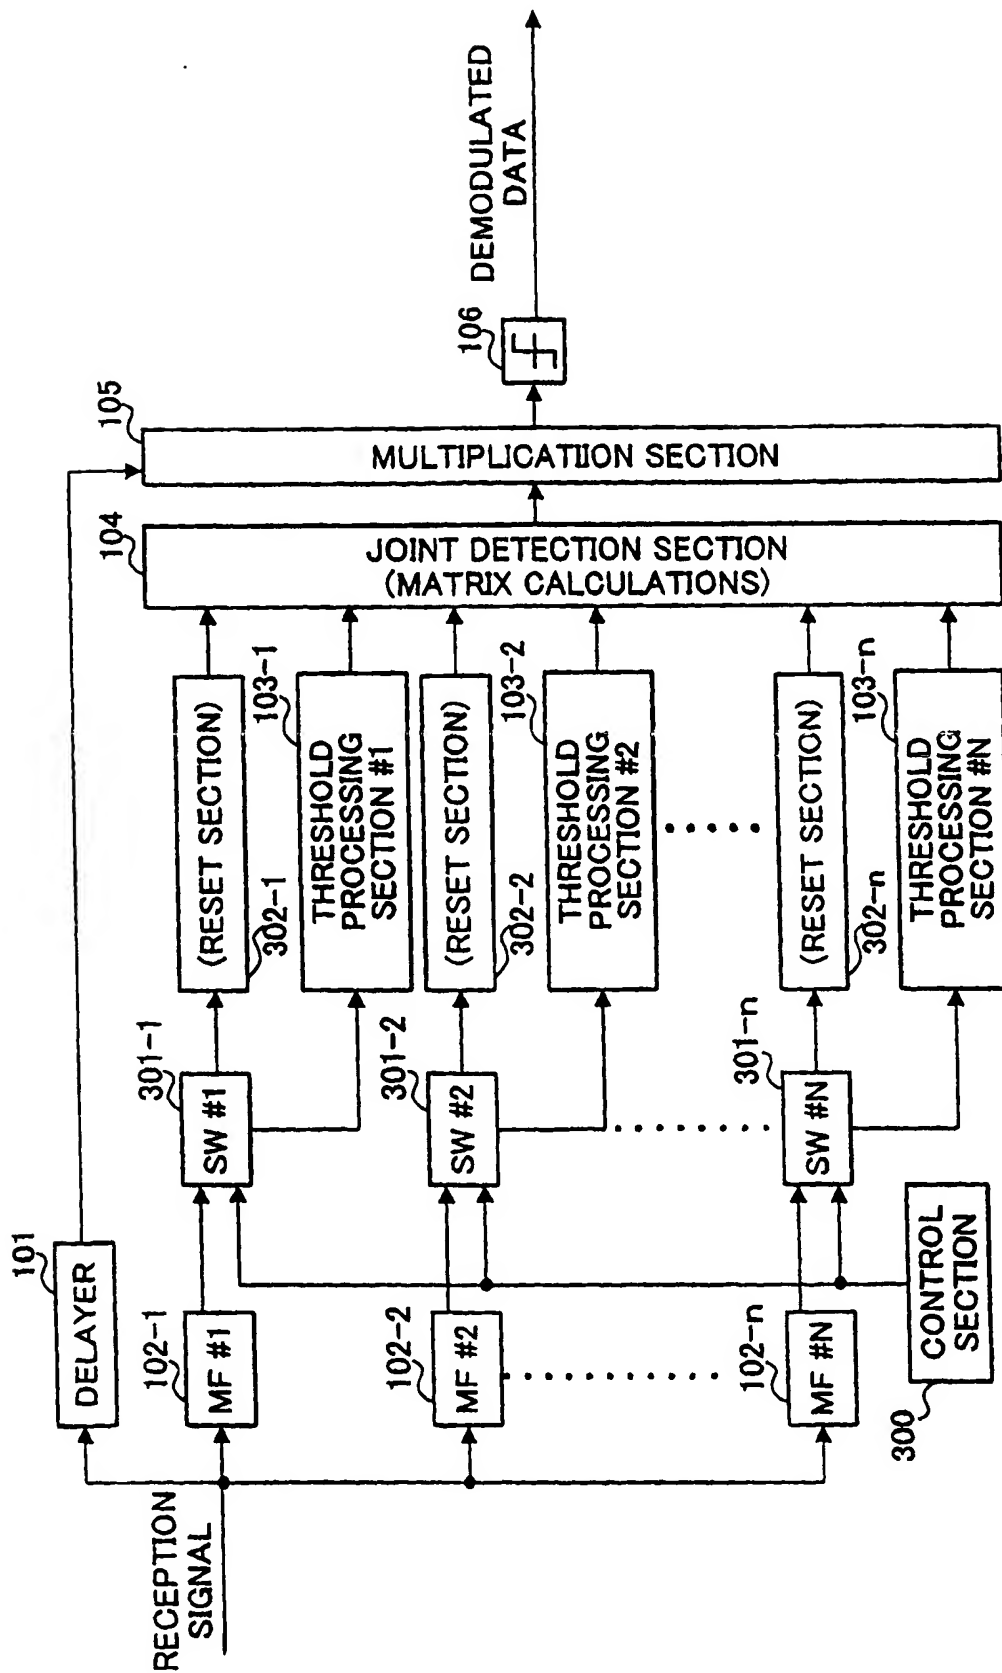 RECEPTION
SIGNAL
101
DELAYER
102-1
MF #1
102-2
MF #2
102-n
MF #N
300
CONTROL
SECTION
301-1
SW #1
301-2
SW #2
301-n
SW #N
(RESET SECTION)
302-1
103-1
THRESHOLD
PROCESSING
SECTION #1
(RESET SECTION)
302-2
103-2
THRESHOLD
PROCESSING
SECTION #2
(RESET SECTION)
302-n
103-n
THRESHOLD
PROCESSING
SECTION #N
104
JOINT DETECTION SECTION
(MATRIX CALCULATIONS)
105
MULTIPLICATIION SECTION
106
DEMODULATED
DATA